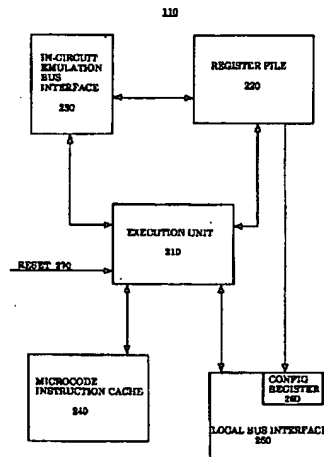 110
IN-CIRCUIT
EMULATION
BUS
INTERFACE
230
REGISTER FILE
220
EXECUTION UNIT
210
RESET 270
MICROCODE
INSTRUCTION CACHE
240
CONFIG
REGISTER
260
LOCAL BUS INTERFACE
250